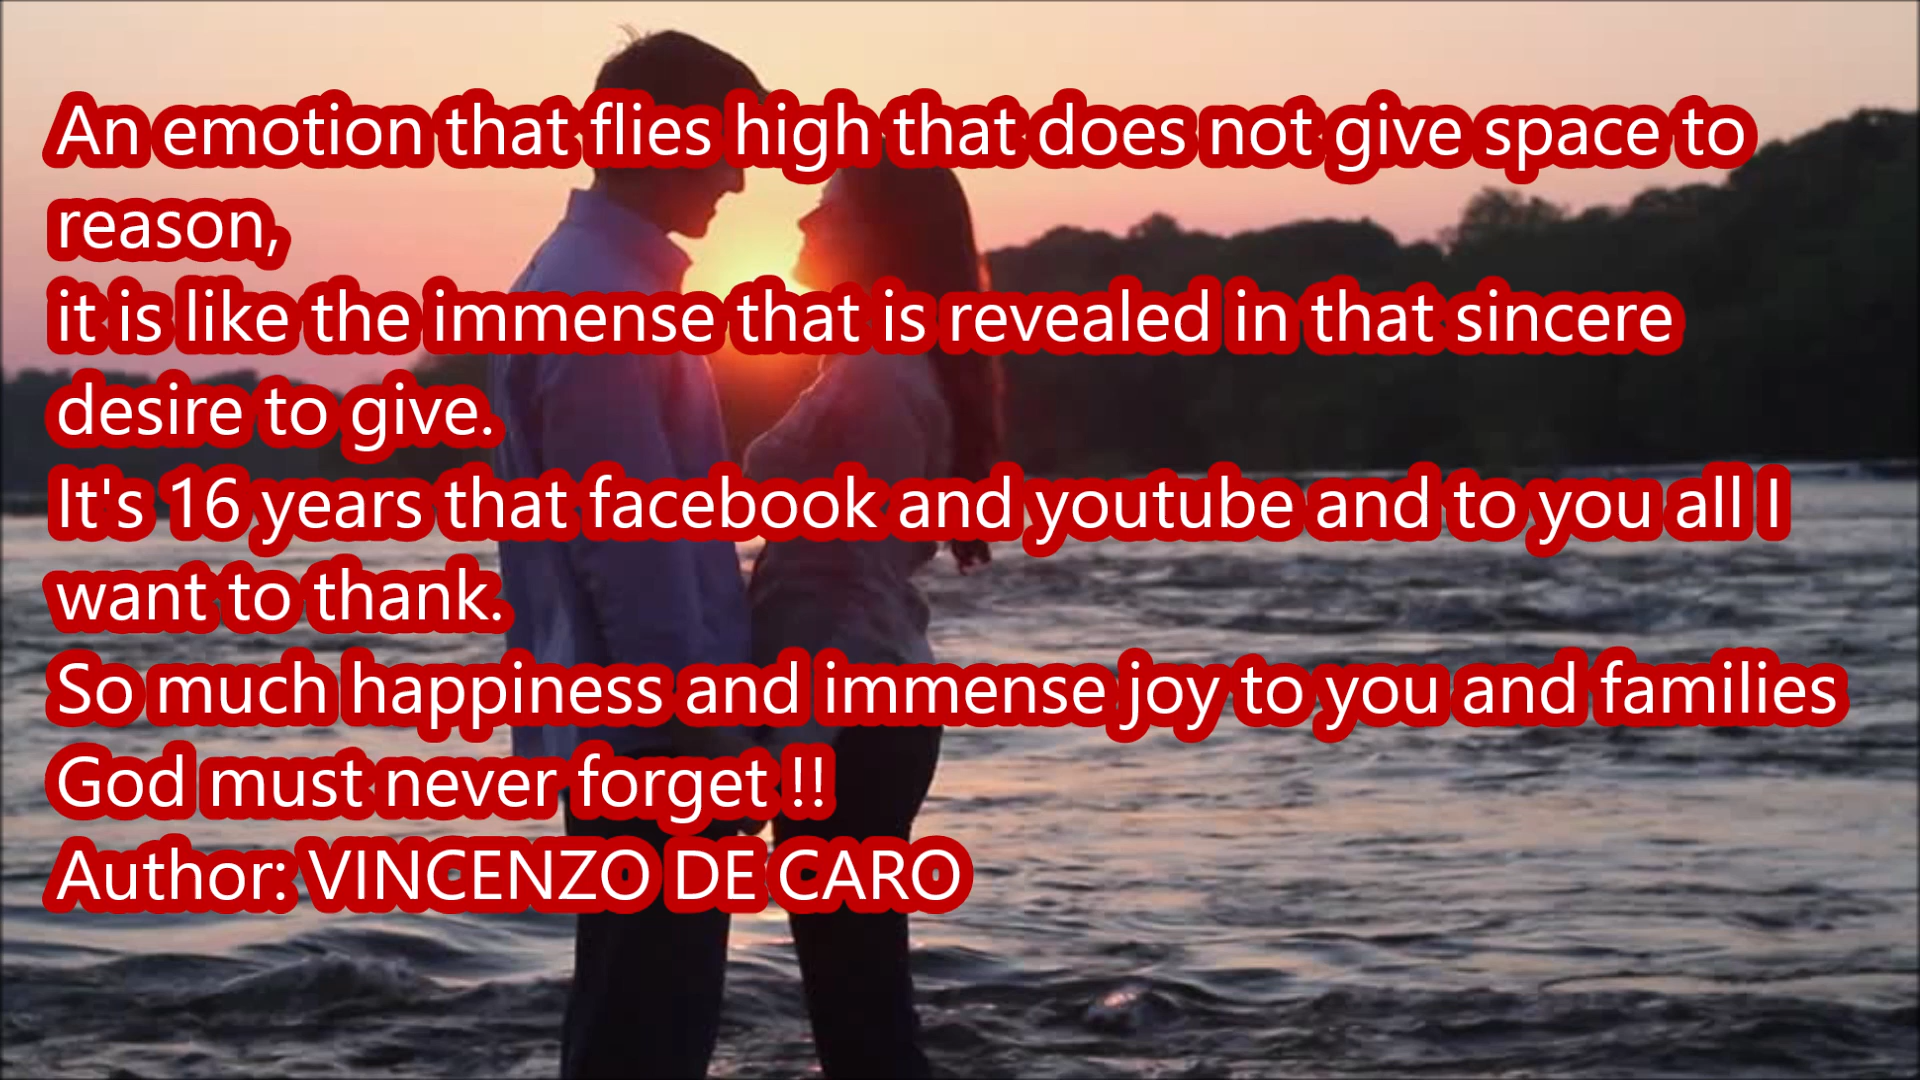 An emotion that flies high that does not give space to
reason,
it is like the immense that is revealed in that sincere
desire to give.
It's 16 years that facebook and youtube and to you all I
want to thank.
So much happiness and immense joy to you and families
God must never forget !!
Author: VINCENZO DE CARO